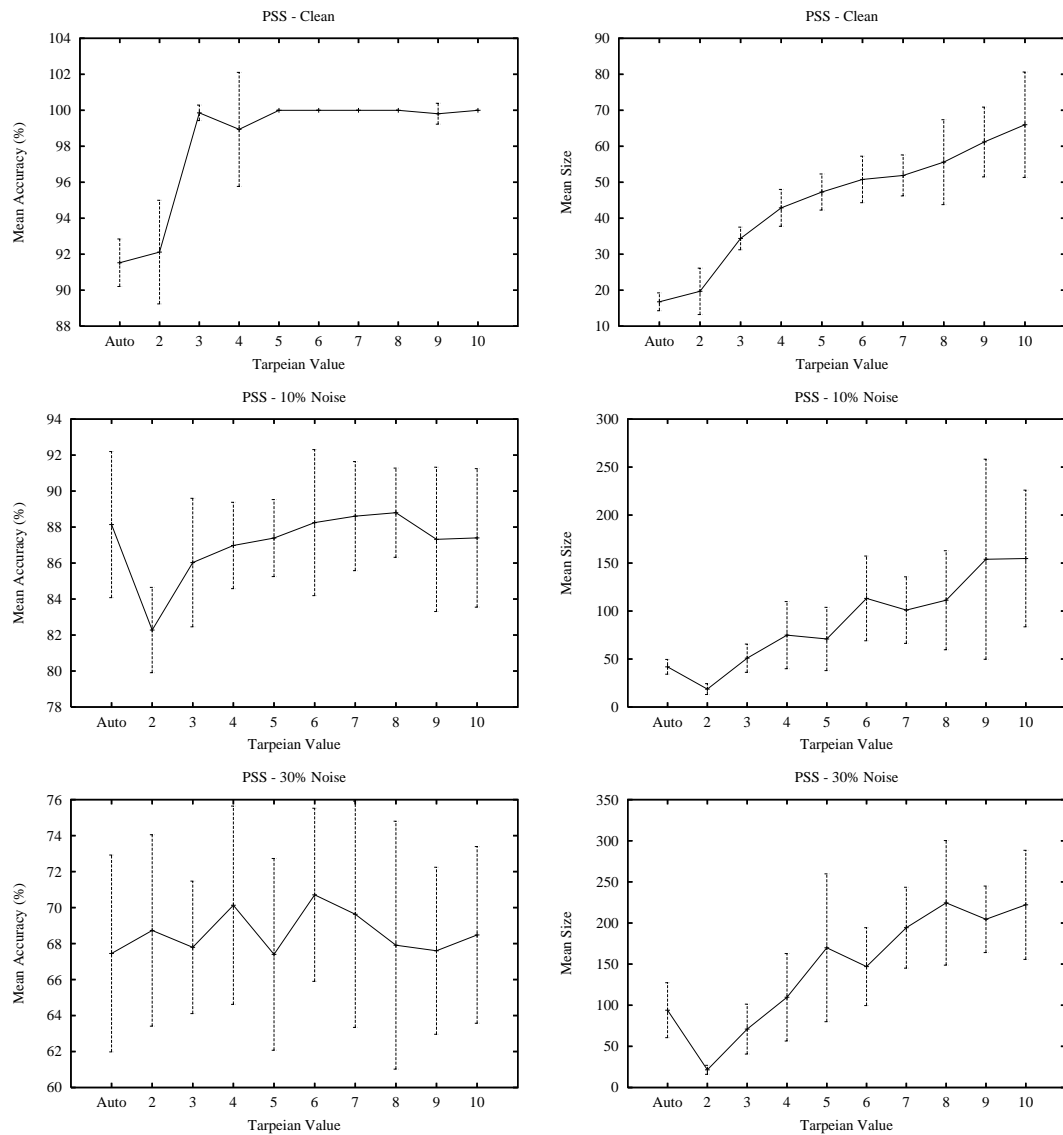 PSS - Clean
104
102
100
98
96
94
92
90
88
Mean Accuracy (%)
Auto 2 3 4 5 6 7 8 9 10
Tarpeian Value
PSS - Clean
90
80
70
60
50
40
30
20
10
Mean Size
Auto 2 3 4 5 6 7 8 9 10
Tarpeian Value
PSS - 10% Noise
94
92
90
88
86
84
82
80
78
Mean Accuracy (%)
Auto 2 3 4 5 6 7 8 9 10
Tarpeian Value
PSS - 10% Noise
300
250
200
150
100
50
0
Mean Size
Auto 2 3 4 5 6 7 8 9 10
Tarpeian Value
PSS - 30% Noise
76
74
72
70
68
66
64
62
60
Mean Accuracy (%)
Auto 2 3 4 5 6 7 8 9 10
Tarpeian Value
PSS - 30% Noise
350
300
250
200
150
100
50
0
Mean Size
Auto 2 3 4 5 6 7 8 9 10
Tarpeian Value